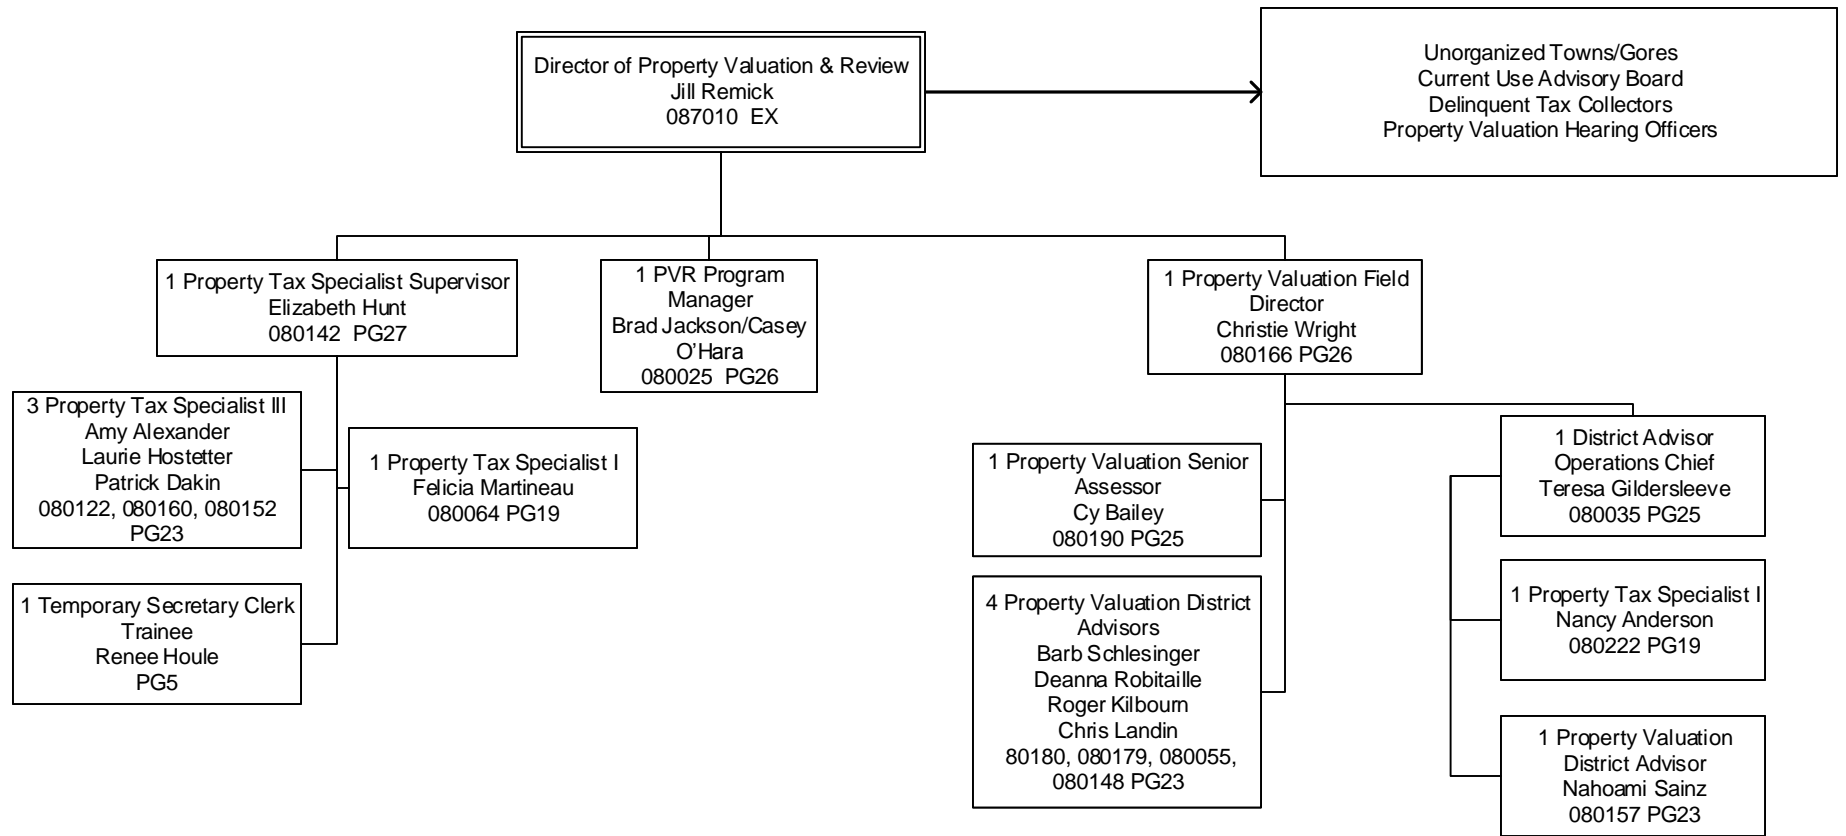 Director of Property Valuation & Review
Jill Remick
087010 EX
Unorganized Towns/Gores
Current Use Advisory Board
Delinquent Tax Collectors
Property Valuation Hearing Officers
1 Property Tax Specialist Supervisor
Elizabeth Hunt
080142 PG27
1 PVR Program
Manager
Brad Jackson/Casey
O’Hara
080025 PG26
1 Property Valuation Field
Director
Christie Wright
080166 PG26
3 Property Tax Specialist III
Amy Alexander
Laurie Hostetter
Patrick Dakin
080122, 080160, 080152
PG23
1 Property Tax Specialist I
Felicia Martineau
080064 PG19
1 Temporary Secretary Clerk
Trainee
Renee Houle
PG5
1 Property Valuation Senior
Assessor
Cy Bailey
080190 PG25
4 Property Valuation District
Advisors
Barb Schlesinger
Deanna Robitaille
Roger Kilbourn
Chris Landin
80180, 080179, 080055,
080148 PG23
1 District Advisor
Operations Chief
Teresa Gildersleeve
080035 PG25
1 Property Tax Specialist I
Nancy Anderson
080222 PG19
1 Property Valuation
District Advisor
Nahoami Sainz
080157 PG23